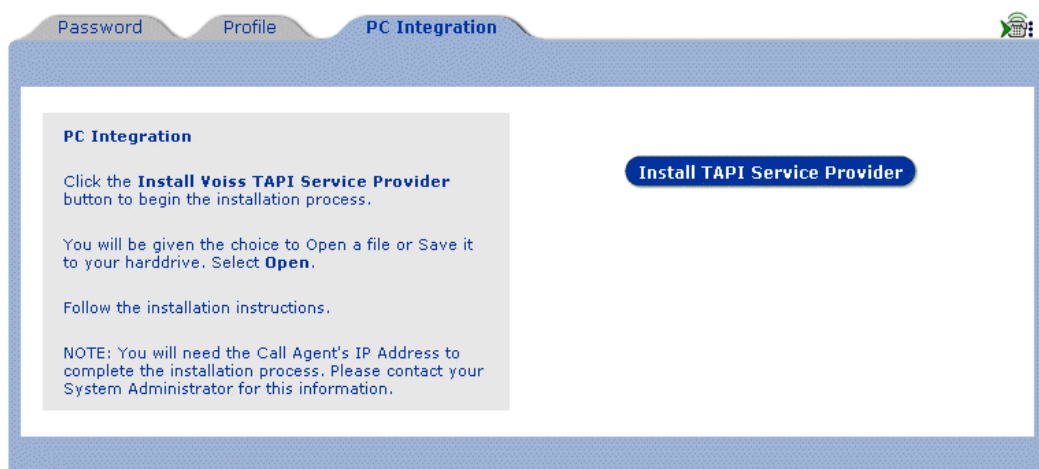 Password Profile PC Integration
PC Integration
Click the Install Voiss TAPI Service Provider
button to begin the installation process.
You will be given the choice to Open a file or Save it
to your harddrive. Select Open.
Follow the installation instructions.
NOTE: You will need the Call Agent's IP Address to
complete the installation process. Please contact your
System Administrator for this information.
Install TAPI Service Provider